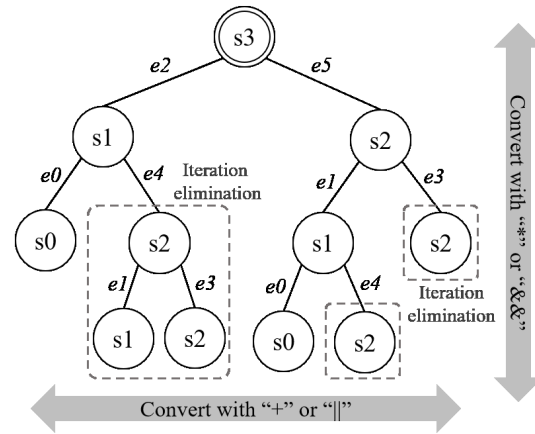 s3
e2
e5
s1
s2
e0
e4
Iteration
elimination
e1
e3
s0
s2
s1
s2
e1
e3
e0
e4
Iteration
elimination
s1
s2
s0
s2
Convert with “+” or “||”
Convert with “*” or “&&”